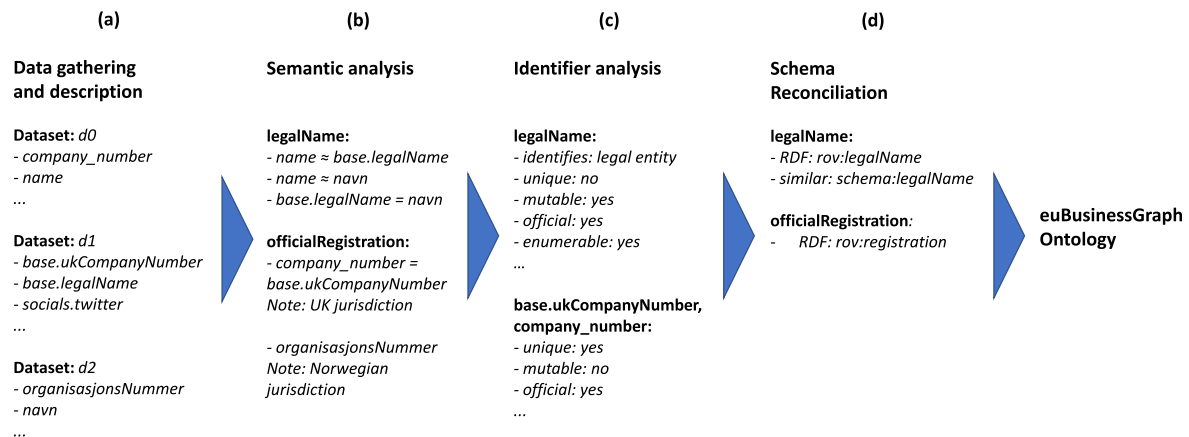 (a)
Data gathering
and description
Dataset: d0
- company_number
- name
...
Dataset: d1
- base.ukCompanyNumber
- base.legalName
- socials.twitter
...
Dataset: d2
- organisasjonsNummer
- navn
...
(b)
Semantic analysis
legalName:
- name ≈ base.legalName
- name ≈ navn
- base.legalName = navn
officialRegistration:
- company_number =
base.ukCompanyNumber
Note: UK jurisdiction
- organisasjonsNummer
Note: Norwegian
jurisdiction
(c)
Identifier analysis
legalName:
- identifies: legal entity
- unique: no
- mutable: yes
- official: yes
- enumerable: yes
...
base.ukCompanyNumber,
company_number:
- unique: yes
- mutable: no
- official: yes
...
(d)
Schema
Reconciliation
legalName:
- RDF: rov:legalName
- similar: schema:legalName
officialRegistration:
- RDF: rov:registration
euBusinessGraph
Ontology